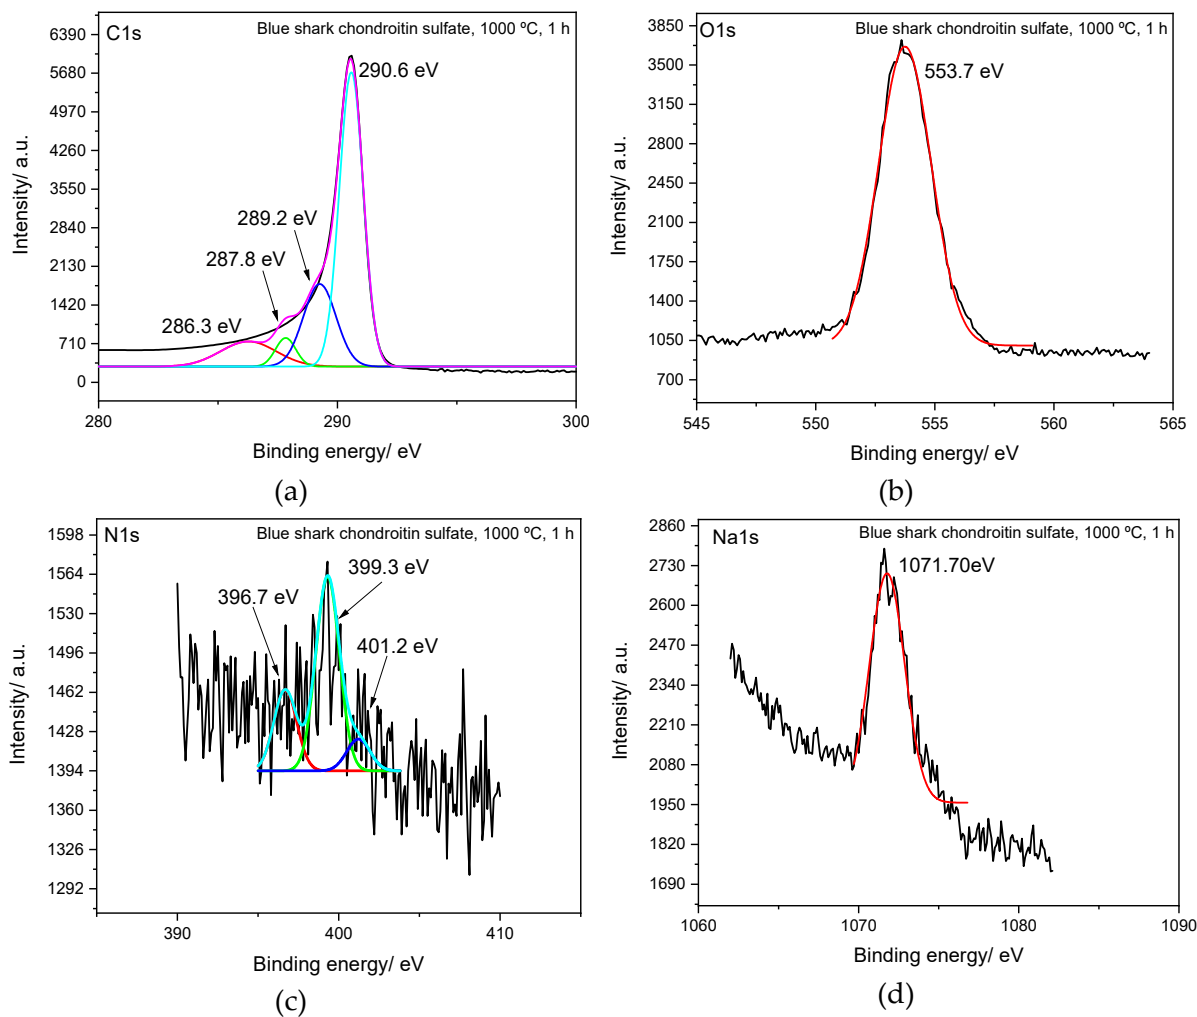 C1s
Blue shark chondroitin sulfate, 1000 ºC, 1 h
290.6 eV
289.2 eV
287.8 eV
286.3 eV
6390
5680
4970
4260
3550
2840
2130
1420
710
0
Intensity/ a.u.
280
290
300
Binding energy/ eV
(a)
O1s
Blue shark chondroitin sulfate, 1000 ºC, 1 h
553.7 eV
3850
3500
3150
2800
2450
2100
1750
1400
1050
700
Intensity/ a.u.
545
550
555
560
565
Binding energy/ eV
(b)
N1s
Blue shark chondroitin sulfate, 1000 ºC, 1 h
399.3 eV
396.7 eV
401.2 eV
1598
1564
1530
1496
1462
1428
1394
1360
1326
1292
Intensity/ a.u.
390
400
410
Binding energy/ eV
(c)
Na1s
Blue shark chondroitin sulfate, 1000 ºC, 1 h
1071.70eV
2860
2730
2600
2470
2340
2210
2080
1950
1820
1690
Intensity/ a.u.
1060
1070
1080
1090
Binding energy/ eV
(d)